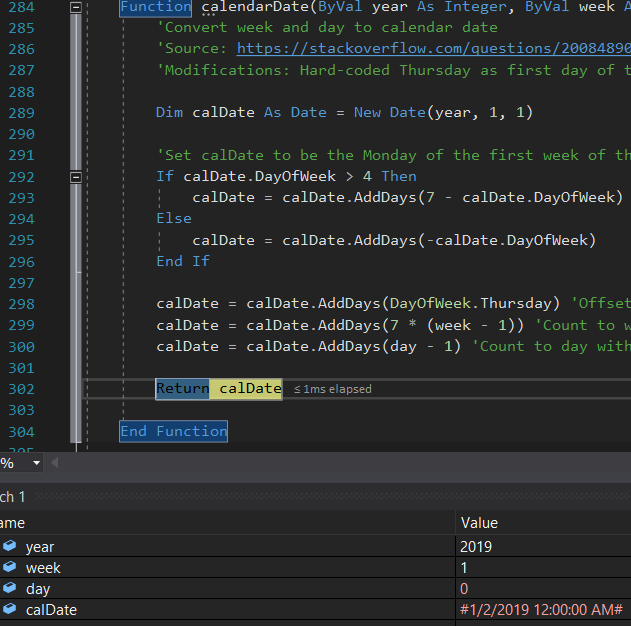 284 Function calendarDate(ByVal year As Integer, ByVal week
285 'Convert week and day to calendar date
286 'Source: https://stackoverflow.com/questions/20084890
287 'Modifications: Hard-coded Thursday as first day of
288
289 Dim calDate As Date = New Date(year, 1, 1)
290
291 'Set calDate to be the Monday of the first week of
292 If calDate.DayOfWeek > 4 Then
293 calDate = calDate.AddDays(7 - calDate.DayOfWeek)
294 Else
295 calDate = calDate.AddDays(-calDate.DayOfWeek)
296 End If
297
298 calDate = calDate.AddDays(DayOfWeek.Thursday) 'Offset
299 calDate = calDate.AddDays(7 * (week - 1)) 'Count to
300 calDate = calDate.AddDays(day - 1) 'Count to day
301
302 Return calDate ≤ 1ms elapsed
303
304 End Function
%
ch 1
ame Value
year 2019
week 1
day 0
calDate #1/2/2019 12:00:00 AM#